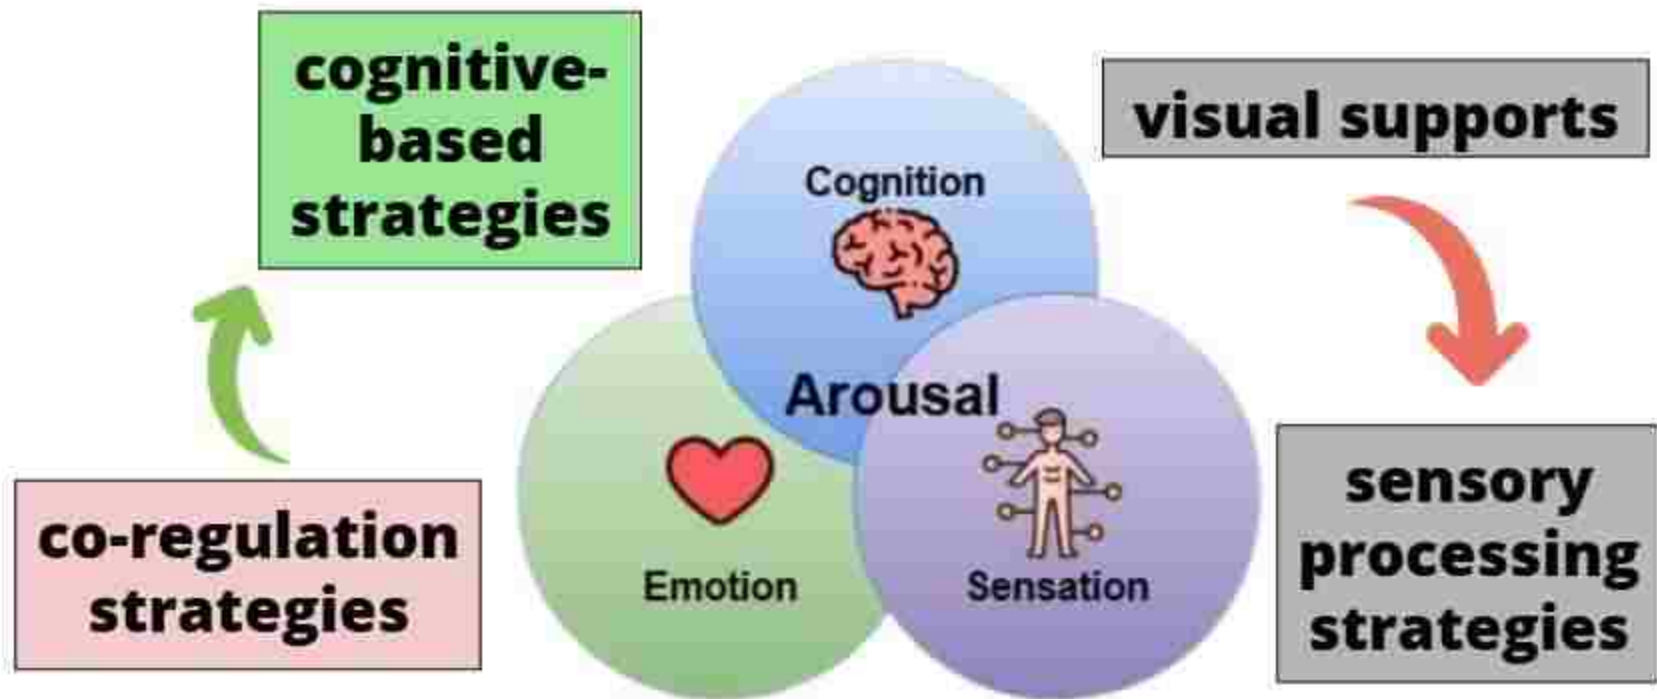 cognitive-
based
strategies
visual supports
Cognition
Arousal
co-regulation
strategies
Emotion
Sensation
sensory
processing
strategies